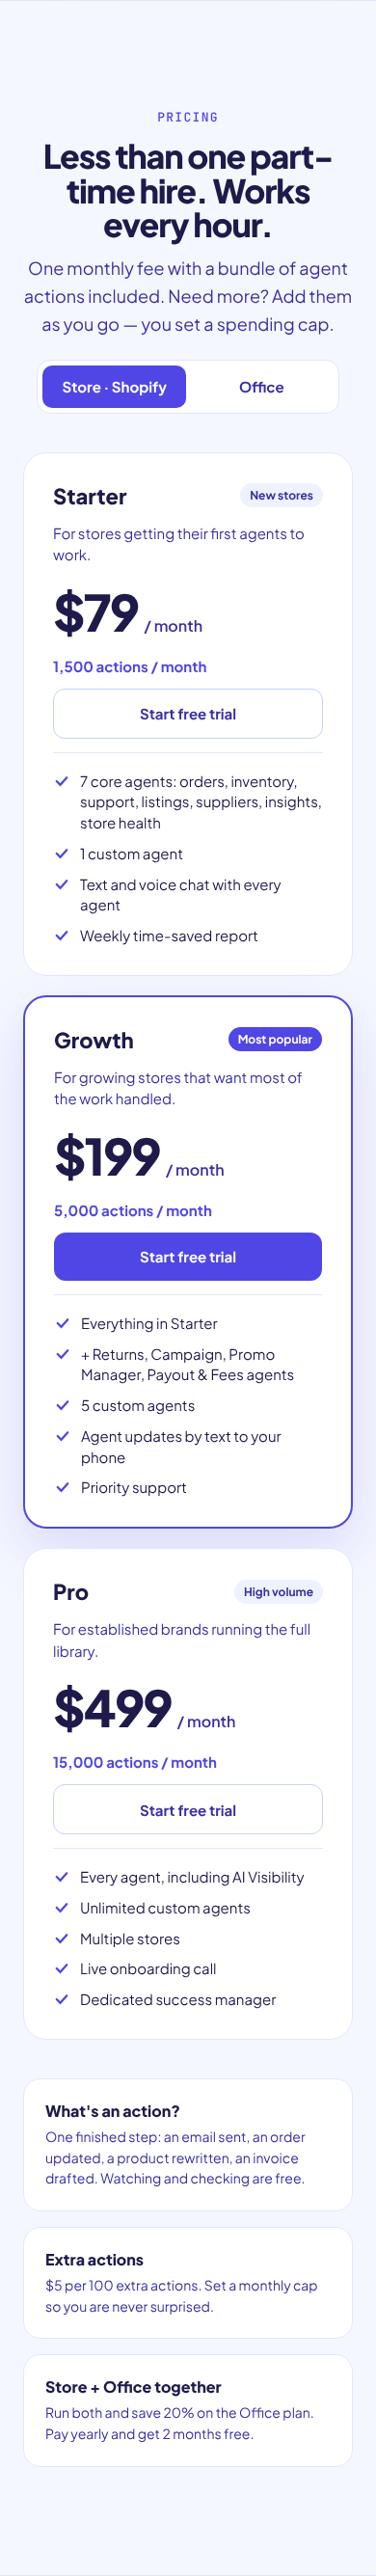 PRICING
Less than one part-
time hire. Works
every hour.
One monthly fee with a bundle of agent
actions included. Need more? Add them
as you go — you set a spending cap.
Store · Shopify
Office
Starter
New stores
For stores getting their first agents to
work.
$79 / month
1,500 actions / month
Start free trial
7 core agents: orders, inventory,
support, listings, suppliers, insights,
store health
1 custom agent
Text and voice chat with every
agent
Weekly time-saved report
Growth
Most popular
For growing stores that want most of
the work handled.
$199 / month
5,000 actions / month
Start free trial
Everything in Starter
+ Returns, Campaign, Promo
Manager, Payout & Fees agents
5 custom agents
Agent updates by text to your
phone
Priority support
Pro
High volume
For established brands running the full
library.
$499 / month
15,000 actions / month
Start free trial
Every agent, including AI Visibility
Unlimited custom agents
Multiple stores
Live onboarding call
Dedicated success manager
What's an action?
One finished step: an email sent, an order
updated, a product rewritten, an invoice
drafted. Watching and checking are free.
Extra actions
$5 per 100 extra actions. Set a monthly cap
so you are never surprised.
Store + Office together
Run both and save 20% on the Office plan.
Pay yearly and get 2 months free.